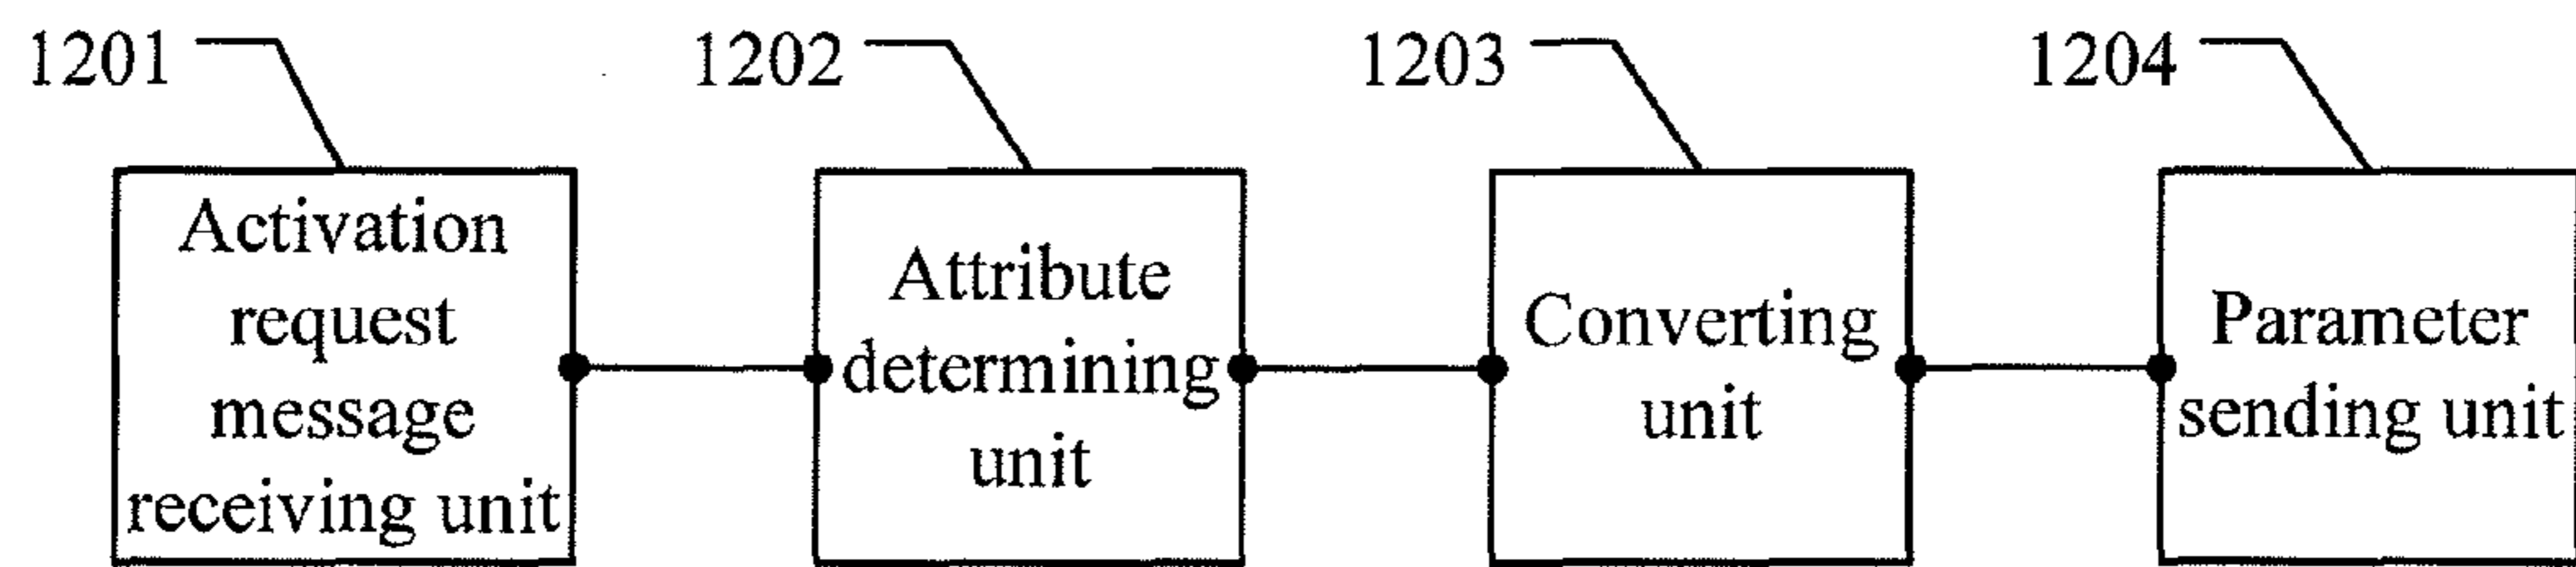 1201
1202
1203
1204
Activation
request
message
receiving unit
Attribute
determining
unit
Converting
unit
Parameter
sending unit